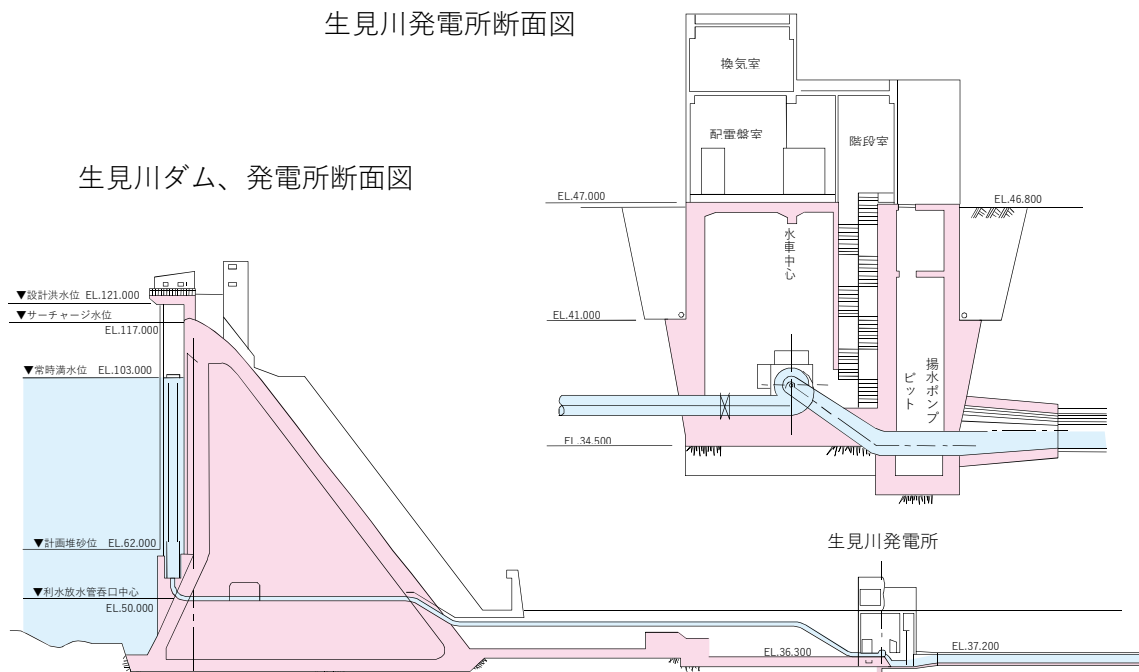 生見川発電所断面図
換気室
配電盤室
階段室
生見川ダム、発電所断面図
EL.47.000
EL.46.800
水車中心
▼設計洪水位 EL.121.000
▼サーチャージ水位
EL.117.000
EL.41.000
▼常時満水位 EL.103.000
揚水ポンプ
ピット
EL.34.500
▼計画堆砂位 EL.62.000
生見川発電所
▼利水放水管呑口中心
EL.50.000
EL.36.300
EL.37.200